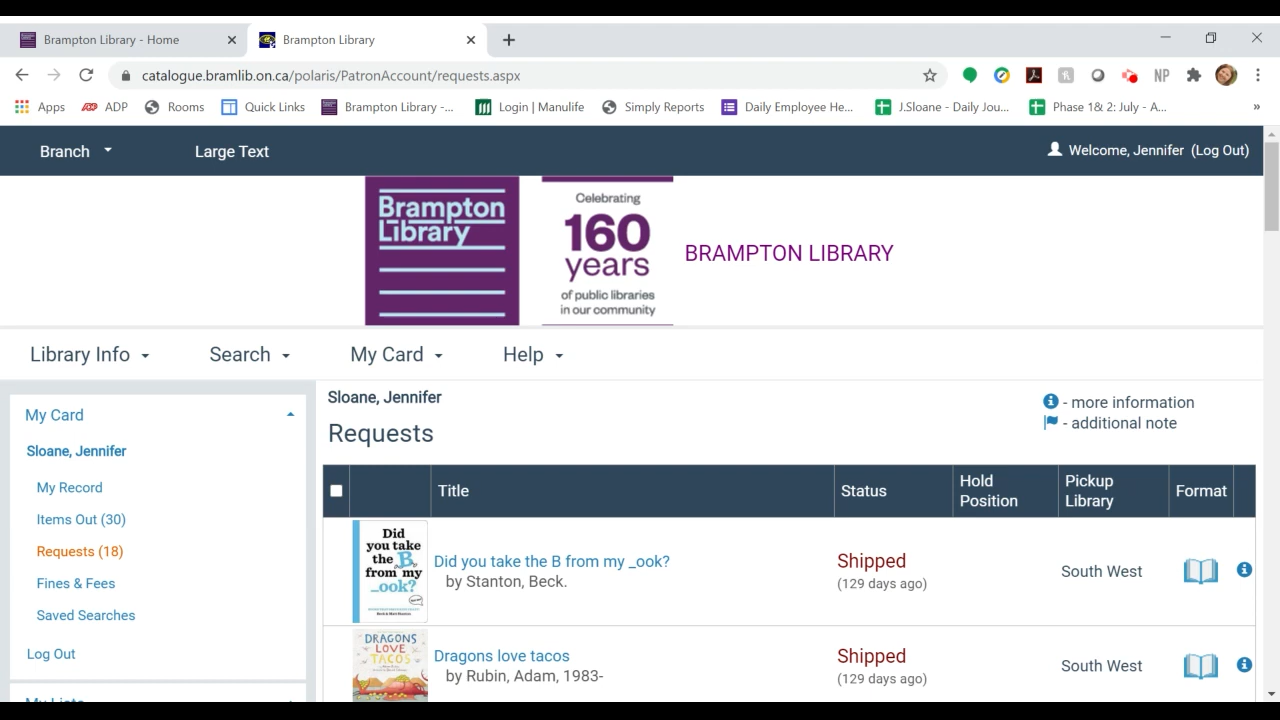 Brampton Library - Home
Brampton Library
catalogue.bramlib.on.ca/polaris/PatronAccount/requests.aspx
NP
Apps
ADP
Rooms
Quick Links
Brampton Library -...
Login | Manulife
Simply Reports
Daily Employee He...
J.Sloane - Daily Jou...
Phase 1& 2: July - A...
»
Branch
Large Text
Welcome, Jennifer (Log Out)
Brampton
Library
Celebrating
160
years
of public libraries
in our community
BRAMPTON LIBRARY
Library Info
Search
My Card
Help
My Card
Sloane, Jennifer
My Record
Items Out (30)
Requests (18)
Fines & Fees
Saved Searches
Log Out
My Lists
Sloane, Jennifer
- more information
- additional note
Requests
Title
Status
Hold
Position
Pickup
Library
Format
Did
you take
the B
from my
_ook?
Did you take the B from my _ook?
by Stanton, Beck.
Shipped
(129 days ago)
South West
DRAGONS
LOVE
TACOS
Dragons love tacos
by Rubin, Adam, 1983-
Shipped
(129 days ago)
South West